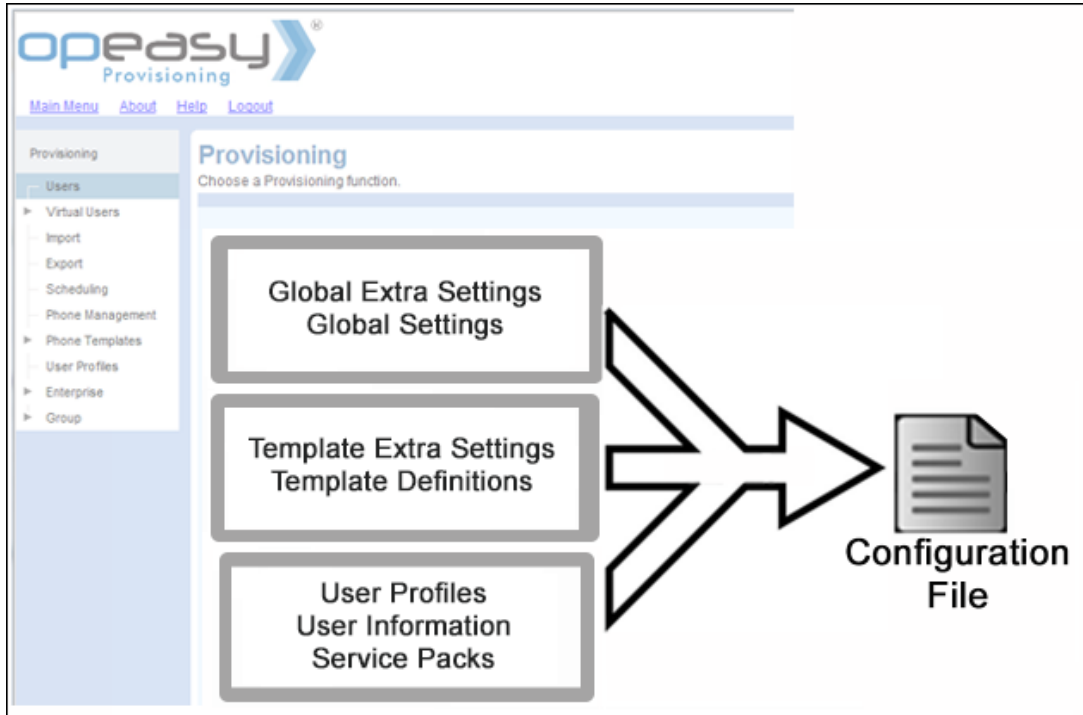 opeasy®
Provisioning
Main Menu About Help Logout
Provisioning
Users
Virtual Users
Import
Export
Scheduling
Phone Management
Phone Templates
User Profiles
Enterprise
Group
Provisioning
Choose a Provisioning function.
Global Extra Settings
Global Settings
Template Extra Settings
Template Definitions
User Profiles
User Information
Service Packs
Configuration
File